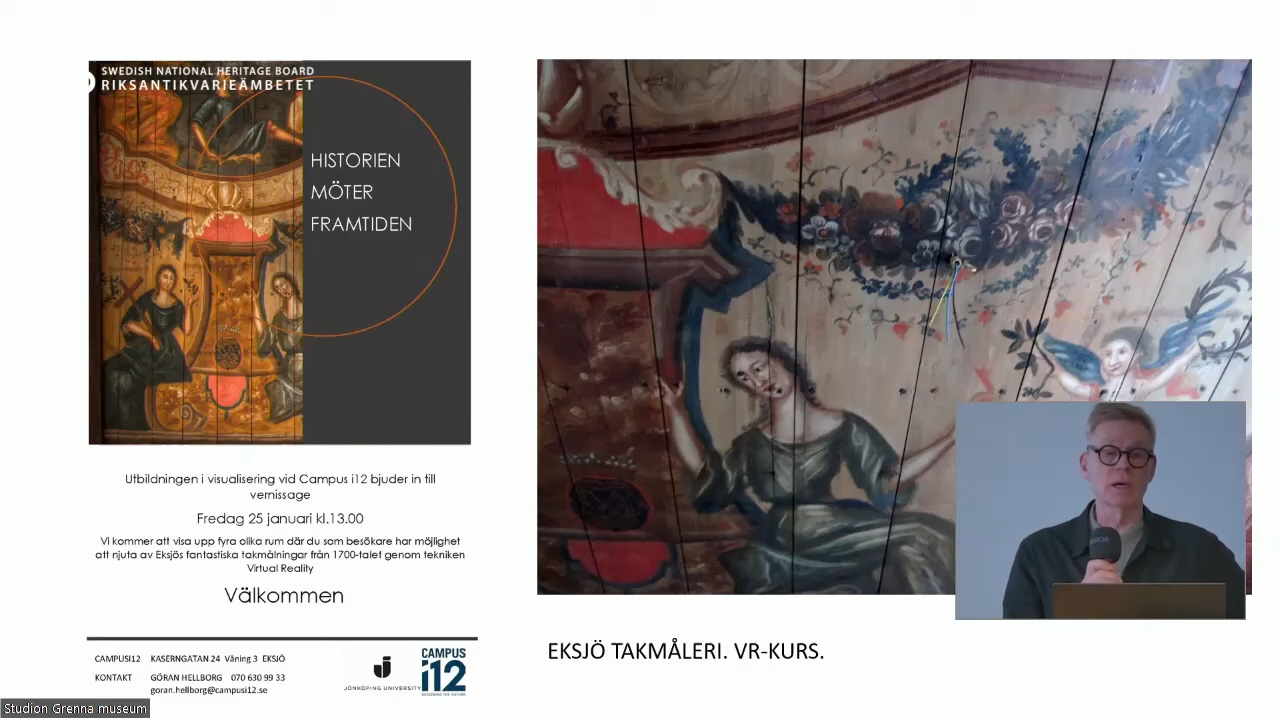 SWEDISH NATIONAL HERITAGE BOARD
RIKSANTIKVARIEÄMBETET
HISTORIEN
MÖTER
FRAMTIDEN
Utbildningen i visualisering vid Campus i12 bjuder in till
vernissage
Fredag 25 januari kl.13.00
Vi kommer att visa upp fyra olika rum där du som besökare har möjlighet
att njuta av Eksjös fantastiska takmålningar från 1700-talet genom tekniken
Virtual Reality
Välkommen
CAMPUSI12 KASERNGATAN 24 Våning 3 EKSJÖ
KONTAKT GÖRAN HELLBORG 070 630 99 33
goran.hellborg@campusi12.se
JÖNKÖPING UNIVERSITY
CAMPUS
i12
EKSJÖ TAKMÅLERI. VR-KURS.
Studion Grenna museum